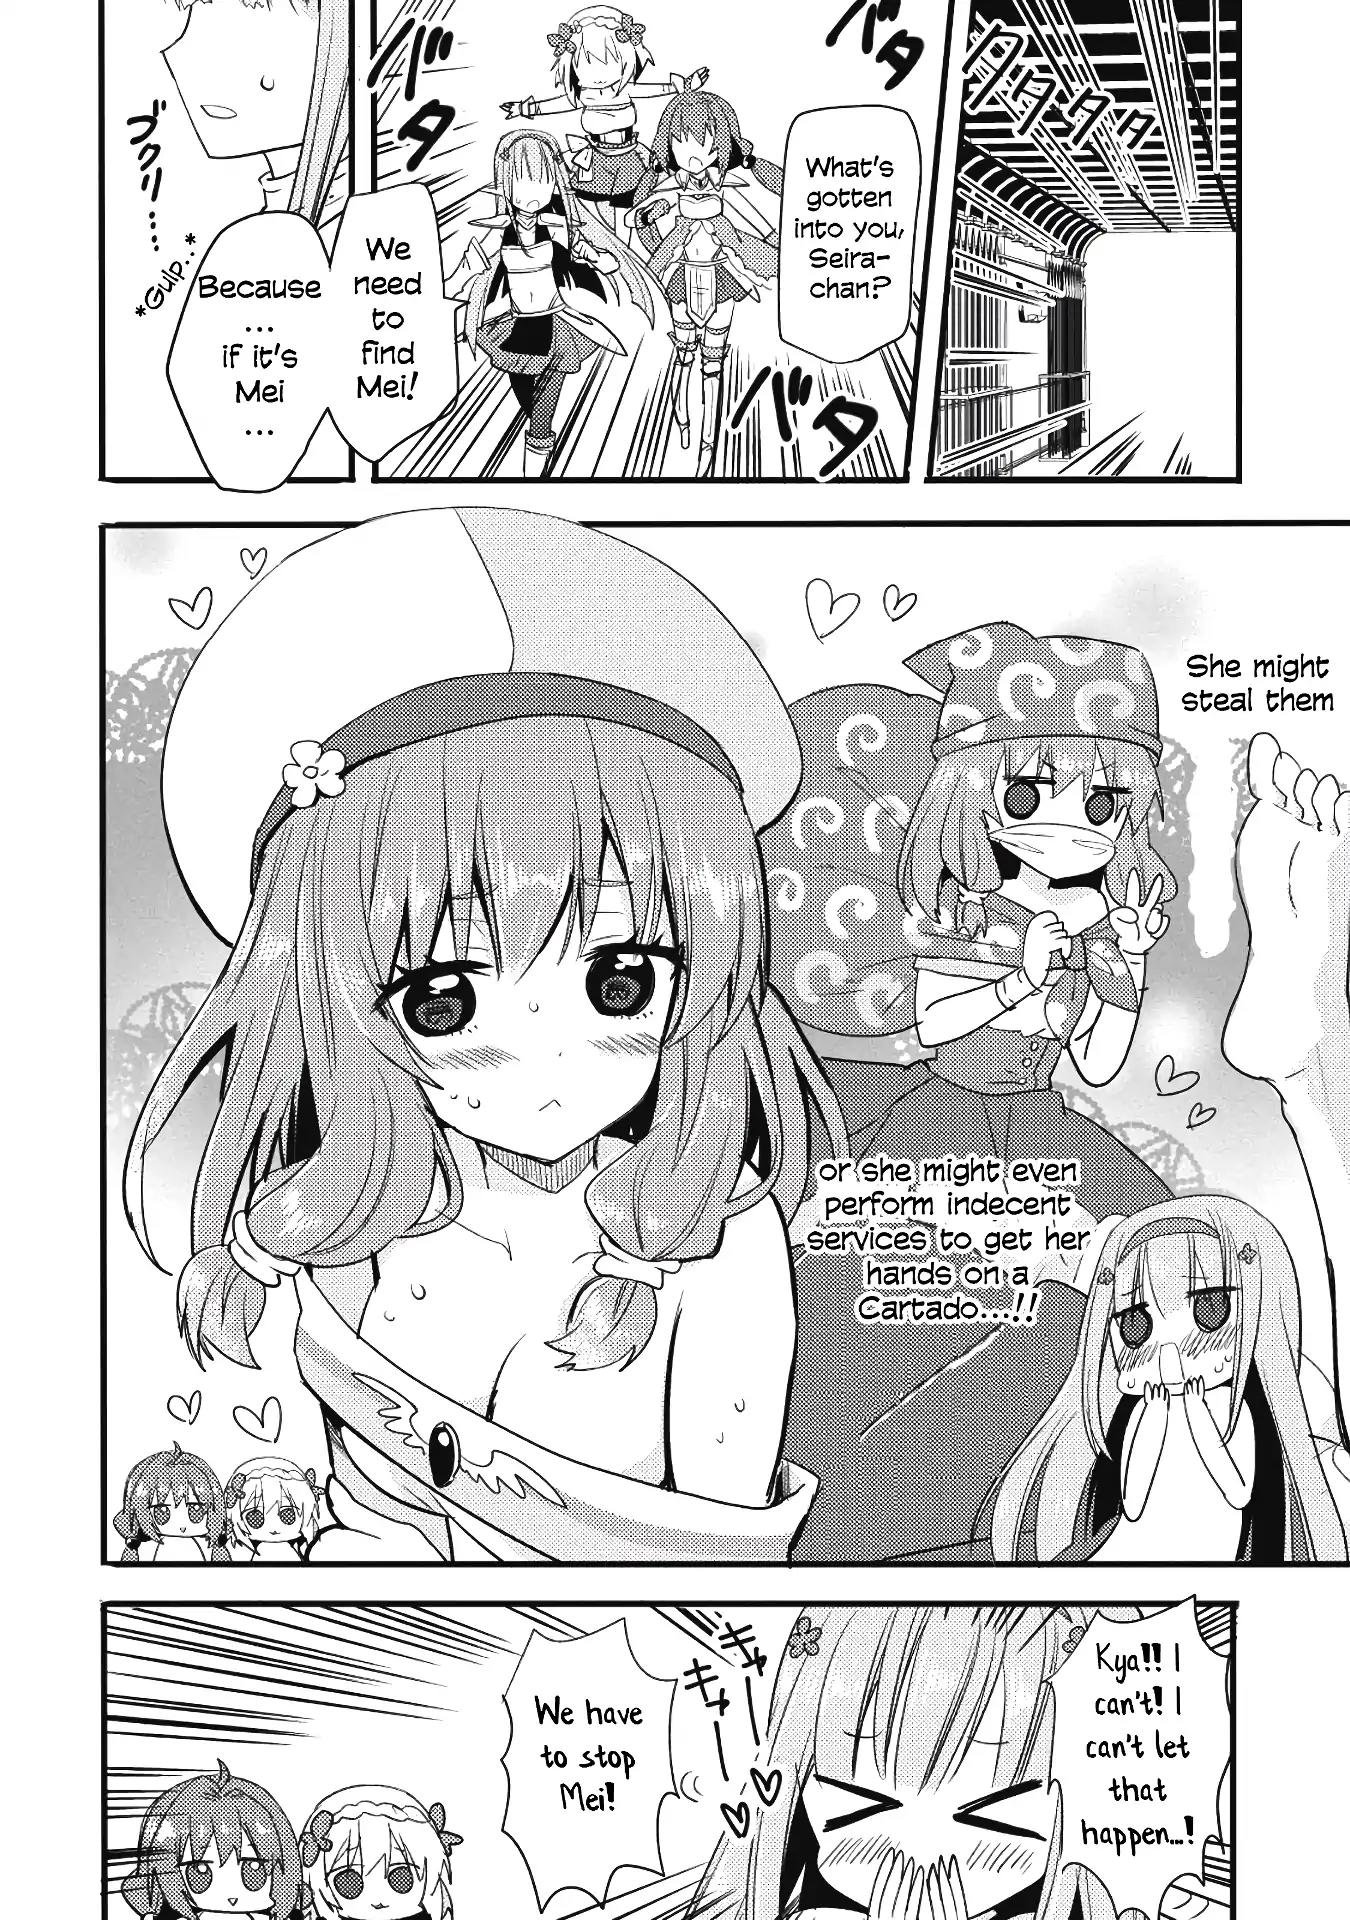 タタタタタ
What's
gotten
into you,
Seira-
chan?
バタ
バタ
バタ
We
need
to
find
Mei!
Because
...
if it's
Mei
...
ゴクリ……
*Gulp..*
She might
steal them
or she might even
perform indecent
services to get her
hands on a
Cartado...!!
Kya!! I
can't! I
can't let
that
happen...!
キャー
キャー
We have
to stop
Mei!